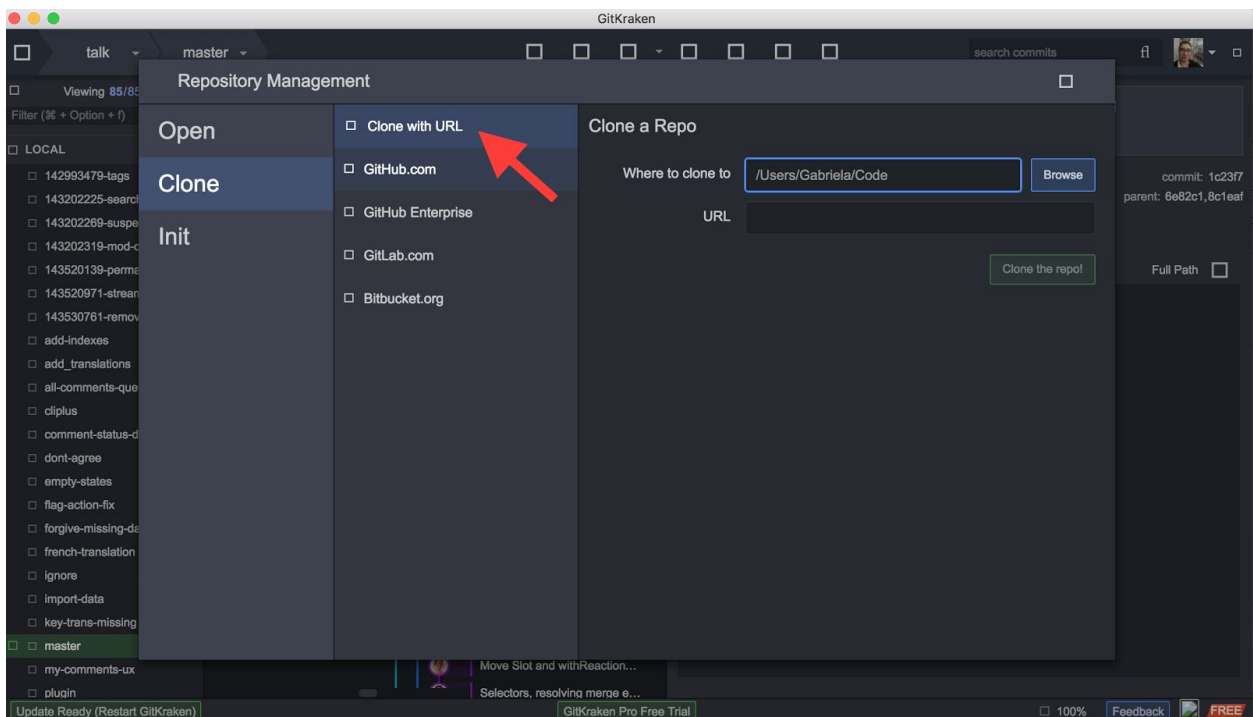 GitKraken
talk master search commits
Repository Management
Viewing 85/85
Filter (⌘ + Option + f)
LOCAL
142993479-tags
143202225-search
143202269-suspe
143202319-mod-c
143520139-perma
143520971-stream
143530761-remov
add-indexes
add_translations
all-comments-que
cliplus
comment-status-d
dont-agree
empty-states
flag-action-fix
forgive-missing-da
french-translation
ignore
import-data
key-trans-missing
master
my-comments-ux
plugin
Open
Clone
Init
Clone with URL
GitHub.com
GitHub Enterprise
GitLab.com
Bitbucket.org
Clone a Repo
Where to clone to /Users/Gabriela/Code Browse
URL
Clone the repo!
commit: 1c23f7
parent: 6e82c1,8c1eaf
Full Path
Move Slot and withReaction...
Selectors, resolving merge e...
Update Ready (Restart GitKraken) GitKraken Pro Free Trial 100% Feedback FREE